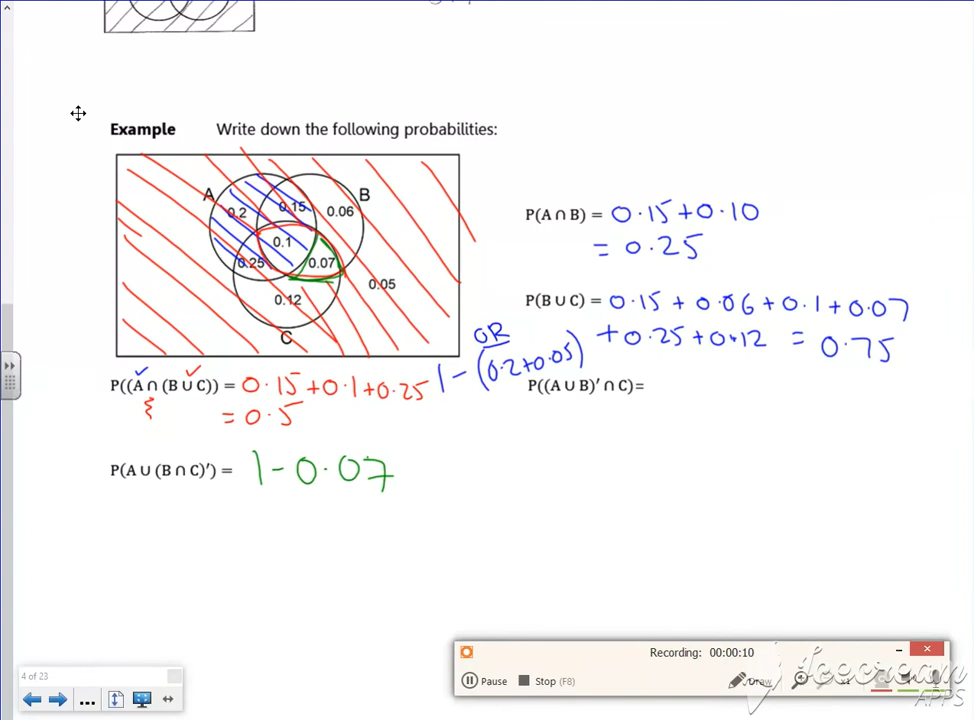 Example Write down the following probabilities:
A
B
0.2
0.15
0.06
0.1
0.25
0.07
0.05
0.12
C
P(A ∩ B) = 0.15+0.10
= 0.25
P(B ∪ C) = 0.15 + 0.06 + 0.1 + 0.07
+ 0.25 + 0.12 = 0.75
OR
1 - (0.2+0.05)
P((A ∩ (B ∪ C)) = 0.15 + 0.1 + 0.25
= 0.5
P((A ∪ B)′ ∩ C)=
P(A ∪ (B ∩ C)′) = 1 - 0.07
4 of 23
Recording: 00:00:10
Pause Stop (F8) Draw x1
Icecream
APPS